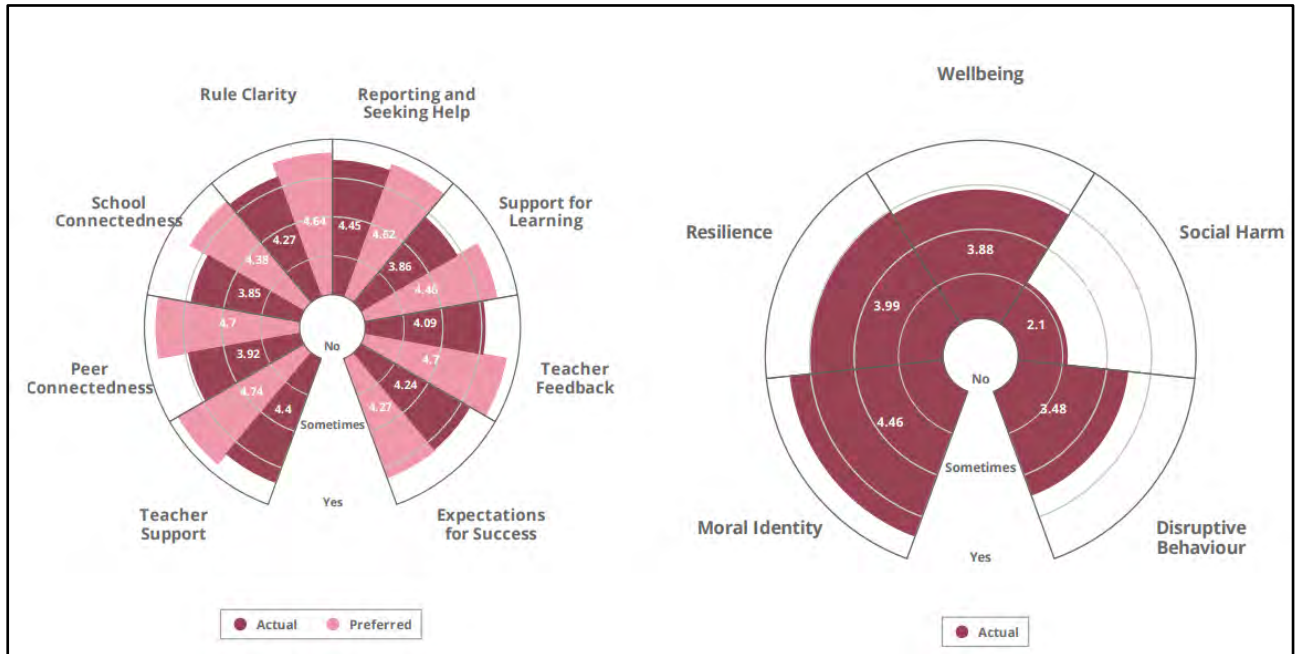 Rule Clarity
Reporting and
Seeking Help
School
Connectedness
Support for
Learning
4.64
4.45
4.62
4.27
4.38
3.86
3.85
4.46
4.7
4.09
3.92
4.7
No
Peer
Connectedness
Teacher
Feedback
4.74
4.24
4.4
4.27
Sometimes
Yes
Teacher
Support
Expectations
for Success
Actual
Preferred
Wellbeing
Resilience
Social Harm
3.88
3.99
2.1
No
4.46
3.48
Sometimes
Moral Identity
Disruptive
Behaviour
Yes
Actual